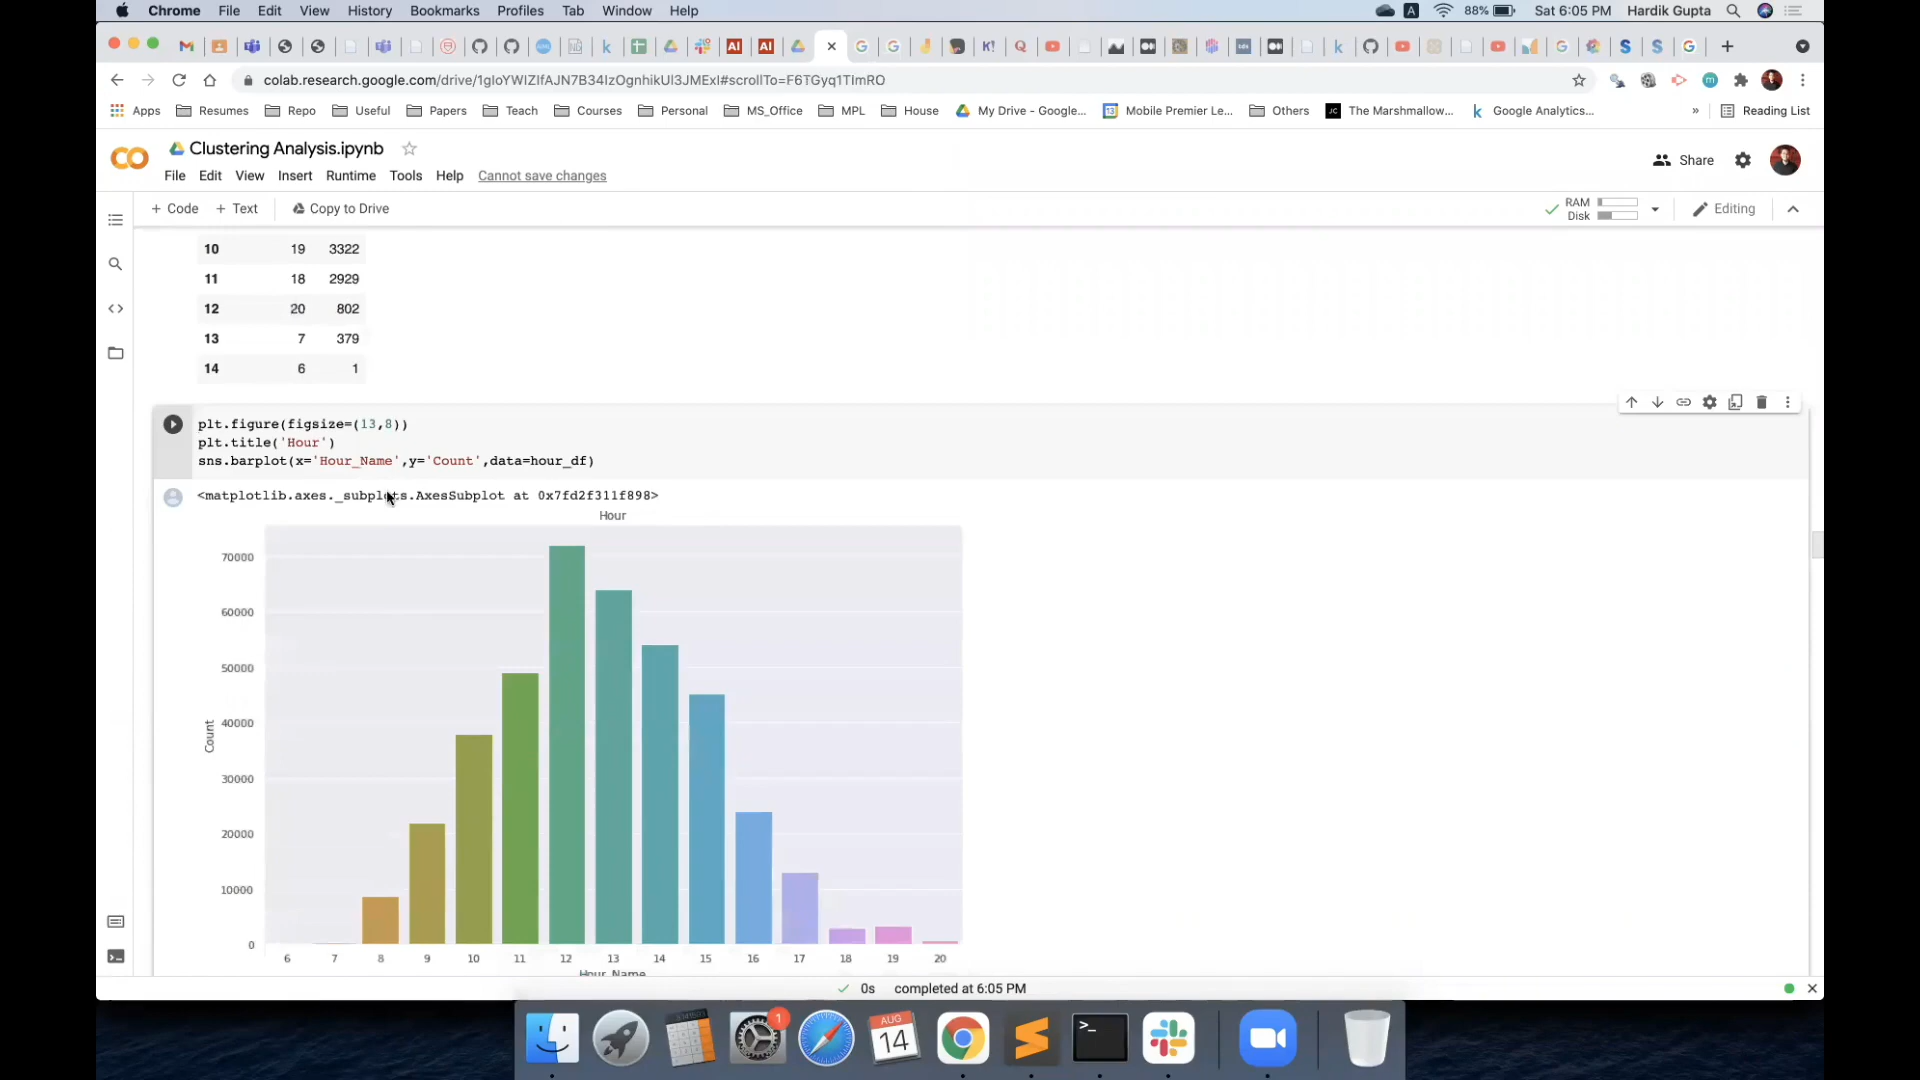 Chrome File Edit View History Bookmarks Profiles Tab Window Help 88% Sat 6:05 PM Hardik Gupta
colab.research.google.com/drive/1gIoYWIZIfAJN7B34IzOgnhikUI3JMExI#scrollTo=F6TGyq1TImRO
Apps Resumes Repo Useful Papers Teach Courses Personal MS_Office MPL House My Drive - Google... Mobile Premier Le... Others The Marshmallow... Google Analytics... » Reading List
Clustering Analysis.ipynb
Share
File Edit View Insert Runtime Tools Help Cannot save changes
+ Code + Text Copy to Drive RAM Disk Editing
10 19 3322
11 18 2929
12 20 802
13 7 379
14 6 1
plt.figure(figsize=(13,8))
plt.title('Hour')
sns.barplot(x='Hour_Name',y='Count',data=hour_df)
<matplotlib.axes._subplots.AxesSubplot at 0x7fd2f311f898>
Hour
70000
60000
50000
40000
30000
20000
10000
0
Count
6 7 8 9 10 11 12 13 14 15 16 17 18 19 20
Hour_Name
0s completed at 6:05 PM
1
AUG
14